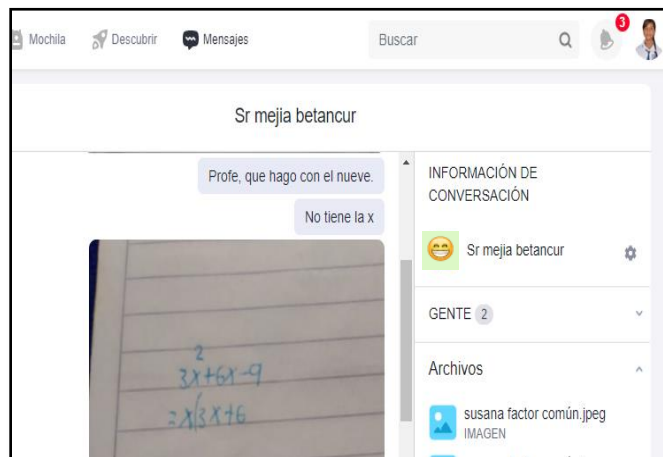 Mochila Descubrir Mensajes Buscar 3
Sr mejia betancur
Profe, que hago con el nueve.
No tiene la x
3x²+6x-9
=x(3x+6
INFORMACIÓN DE
CONVERSACIÓN
Sr mejia betancur
GENTE 2
Archivos
susana factor común.jpeg
IMAGEN